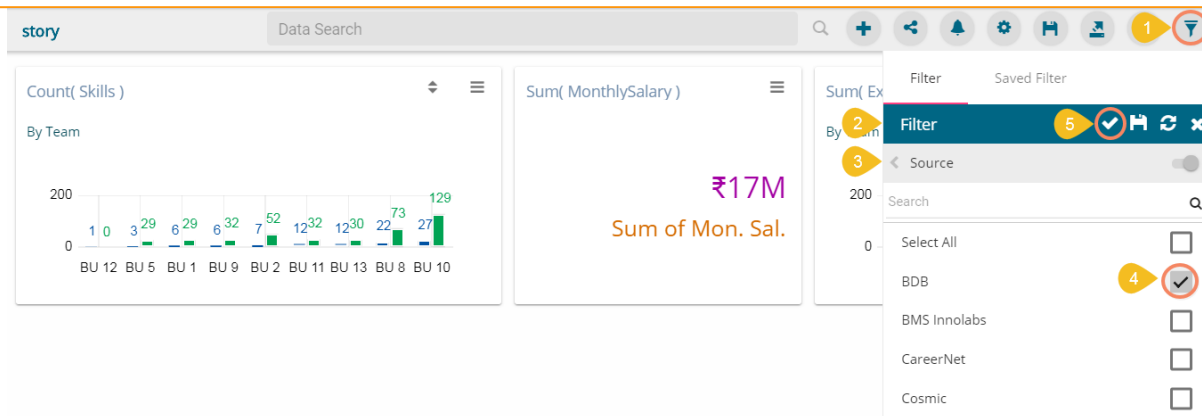 story
Data Search
1
Count( Skills )
By Team
200
0
1 0 3 29 6 29 6 32 7 52 12 32 12 30 22 73 27 129
BU 12 BU 5 BU 1 BU 9 BU 2 BU 11 BU 13 BU 8 BU 10
Sum( MonthlySalary )
₹17M
Sum of Mon. Sal.
Sum( Ex
By
200
0
Filter Saved Filter
2 Filter 5
3 Source
Search
Select All
BDB 4
BMS Innolabs
CareerNet
Cosmic